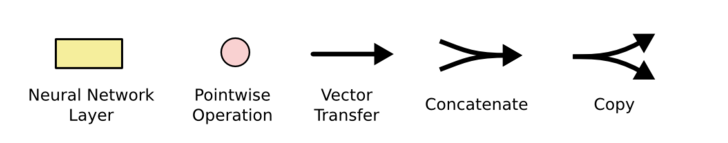 Neural Network
Layer
Pointwise
Operation
Vector
Transfer
Concatenate
Copy